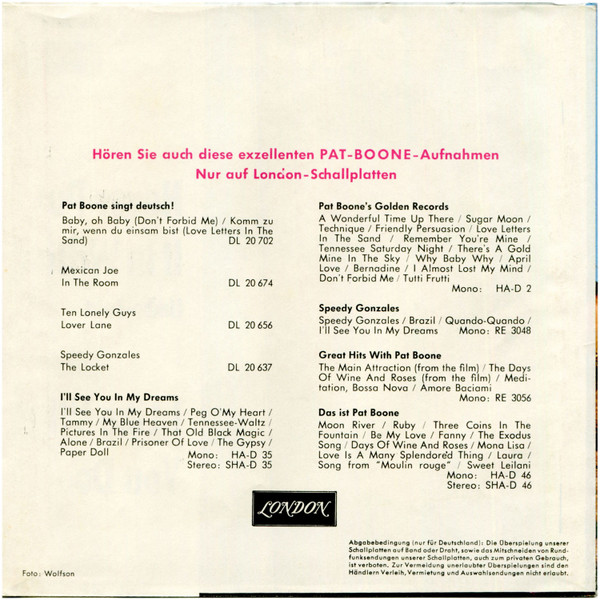 Hören Sie auch diese exzellenten PAT-BOONE-Aufnahmen
Nur auf London-Schallplatten
Pat Boone singt deutsch!
Baby, oh Baby (Don't Forbid Me) / Komm zu
mir, wenn du einsam bist (Love Letters In The
Sand) DL 20 702
Mexican Joe
In The Room DL 20 674
Ten Lonely Guys
Lover Lane DL 20 656
Speedy Gonzales
The Locket DL 20 637
I'll See You In My Dreams
I'll See You In My Dreams / Peg O'My Heart /
Tammy / My Blue Heaven / Tennessee-Waltz /
Pictures In The Fire / That Old Black Magic /
Alone / Brazil / Prisoner Of Love / The Gypsy /
Paper Doll Mono: HA-D 35
Stereo: SHA-D 35
Pat Boone's Golden Records
A Wonderful Time Up There / Sugar Moon /
Technique / Friendly Persuasion / Love Letters
In The Sand / Remember You're Mine /
Tennessee Saturday Night / There's A Gold
Mine In The Sky / Why Baby Why / April
Love / Bernadine / I Almost Lost My Mind /
Don't Forbid Me / Tutti Frutti
Mono: HA-D 2
Speedy Gonzales
Speedy Gonzales / Brazil / Quando-Quando /
I'll See You In My Dreams Mono: RE 3048
Great Hits With Pat Boone
The Main Attraction (from the film) / The Days
Of Wine And Roses (from the film) / Medi-
tation, Bossa Nova / Amore Baciami
Mono: RE 3056
Das ist Pat Boone
Moon River / Ruby / Three Coins In The
Fountain / Be My Love / Fanny / The Exodus
Song / Days Of Wine And Roses / Mona Lisa /
Love Is A Many Splendored Thing / Laura /
Song from "Moulin rouge" / Sweet Leilani
Mono: HA-D 46
Stereo: SHA-D 46
LONDON
Abgabebedingung (nur für Deutschland): Die Überspielung unserer
Schallplatten auf Band oder Draht, sowie das Mitschneiden von Rund-
funksendungen unserer Schallplatten, auch zum privaten Gebrauch,
ist verboten. Zur Vermeidung unerlaubter Überspielungen sind den
Händlern Verleih, Vermietung und Auswahlsendungen nicht erlaubt.
Foto: Wolfson